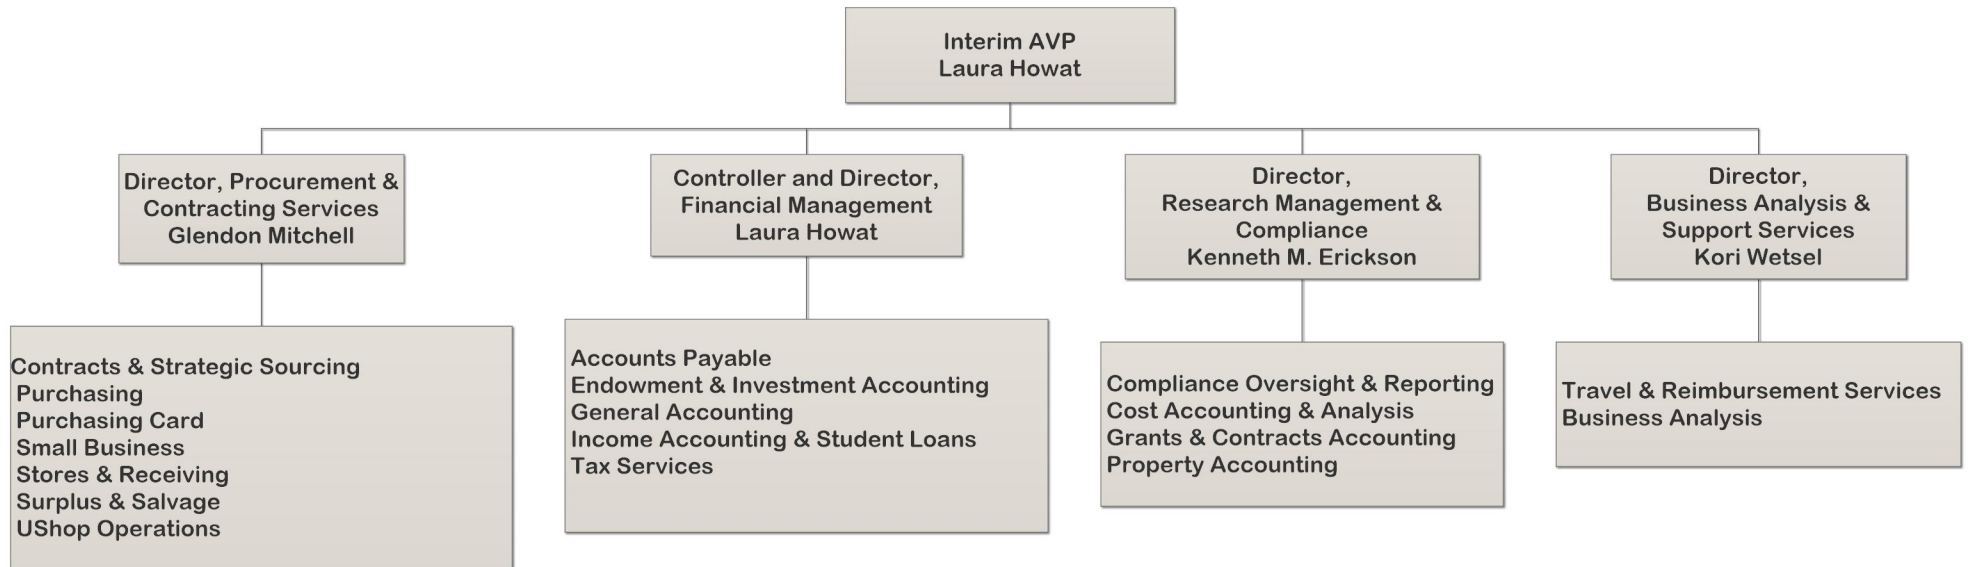 Interim AVP
Laura Howat
Director, Procurement &
Contracting Services
Glendon Mitchell
Controller and Director,
Financial Management
Laura Howat
Director,
Research Management &
Compliance
Kenneth M. Erickson
Director,
Business Analysis &
Support Services
Kori Wetsel
Contracts & Strategic Sourcing
Purchasing
Purchasing Card
Small Business
Stores & Receiving
Surplus & Salvage
UShop Operations
Accounts Payable
Endowment & Investment Accounting
General Accounting
Income Accounting & Student Loans
Tax Services
Compliance Oversight & Reporting
Cost Accounting & Analysis
Grants & Contracts Accounting
Property Accounting
Travel & Reimbursement Services
Business Analysis